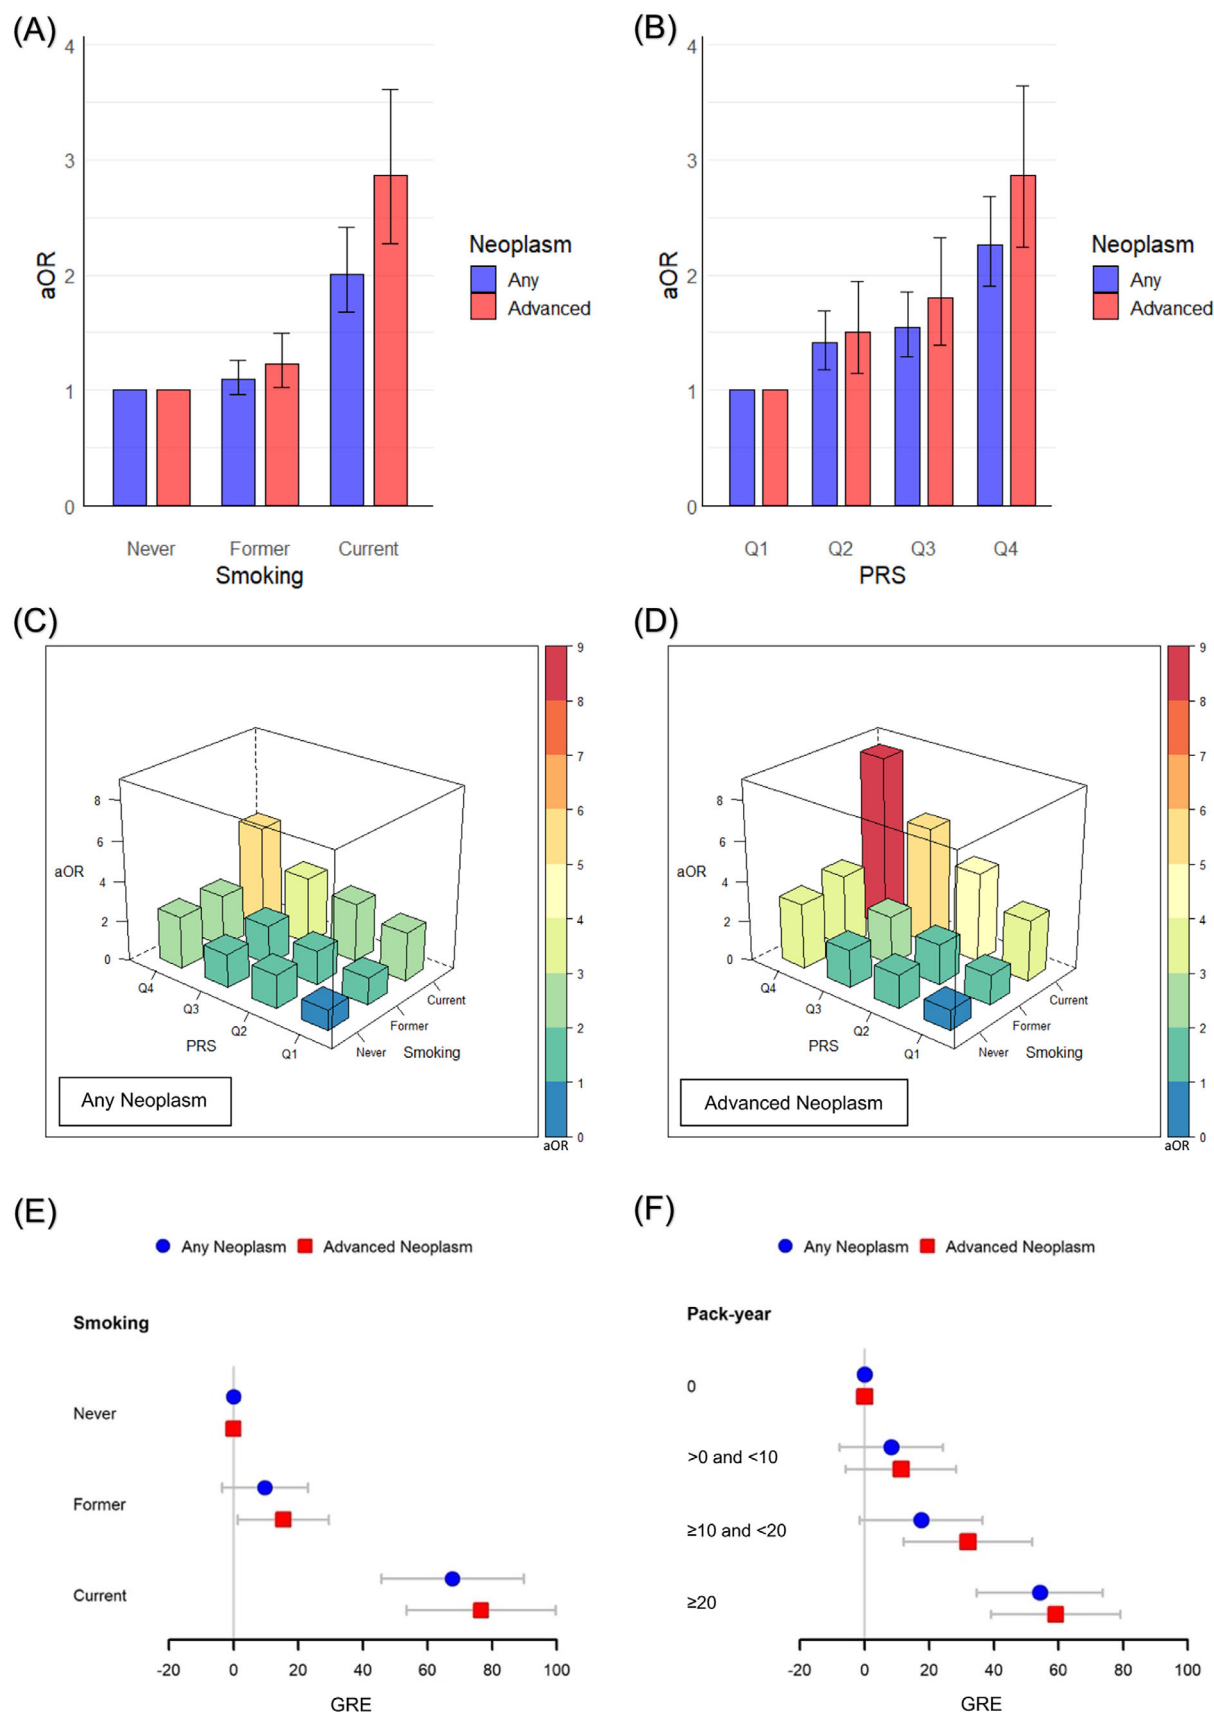 (A)
4
3
2
1
0
aOR
Never Former Current
Smoking
Neoplasm
Any
Advanced
(B)
4
3
2
1
0
aOR
Q1 Q2 Q3 Q4
PRS
Neoplasm
Any
Advanced
(C)
8
6
4
2
0
aOR
Q4
Q3
Q2
Q1
PRS
Never
Former
Current
Smoking
Any Neoplasm
9
8
7
6
5
4
3
2
1
0
aOR
(D)
8
6
4
2
0
aOR
Q4
Q3
Q2
Q1
PRS
Never
Former
Current
Smoking
Advanced Neoplasm
9
8
7
6
5
4
3
2
1
0
aOR
(E)
Any Neoplasm Advanced Neoplasm
Smoking
Never
Former
Current
-20 0 20 40 60 80 100
GRE
(F)
Any Neoplasm Advanced Neoplasm
Pack-year
0
>0 and <10
≥10 and <20
≥20
-20 0 20 40 60 80 100
GRE